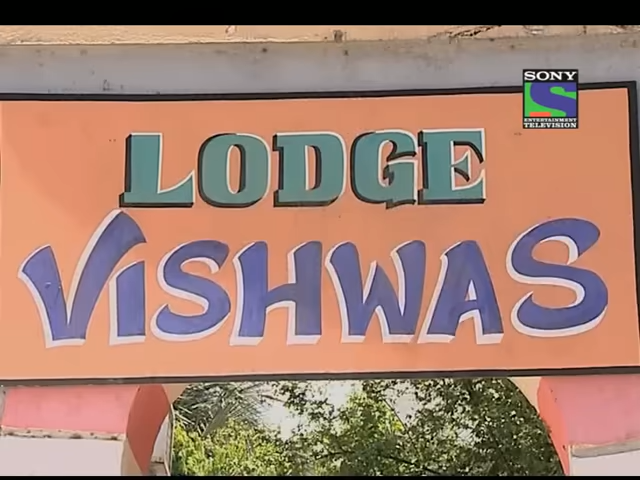 SONY
ENTERTAINMENT
TELEVISION
LODGE
VISHWAS